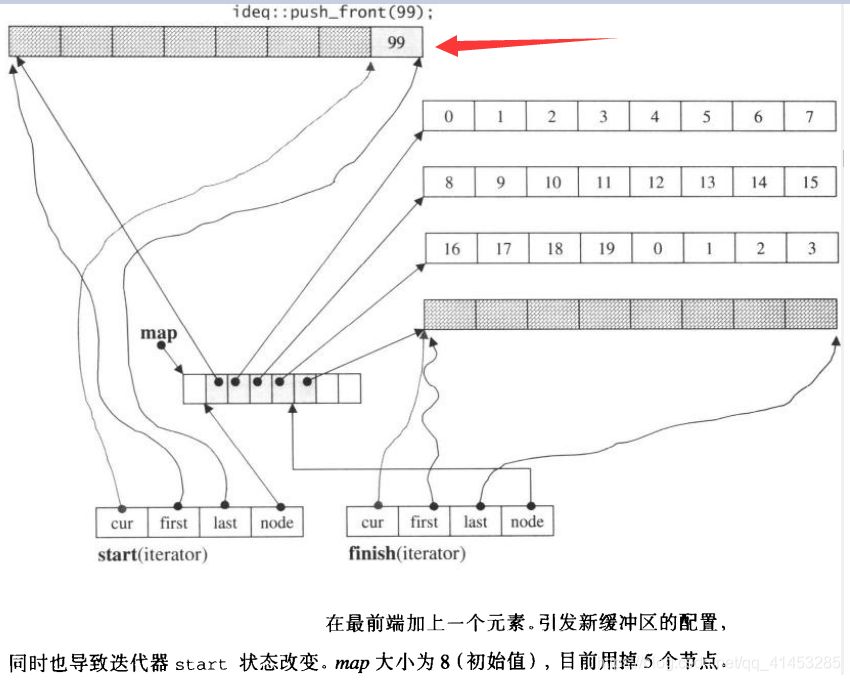 ideq::push_front(99);
99
0 1 2 3 4 5 6 7
8 9 10 11 12 13 14 15
16 17 18 19 0 1 2 3
map
cur first last node
start(iterator)
cur first last node
finish(iterator)
在最前端加上一个元素。引发新缓冲区的配置，
同时也导致迭代器 start 状态改变。map 大小为 8（初始值），目前用掉 5 个节点。
net/qq_41453285